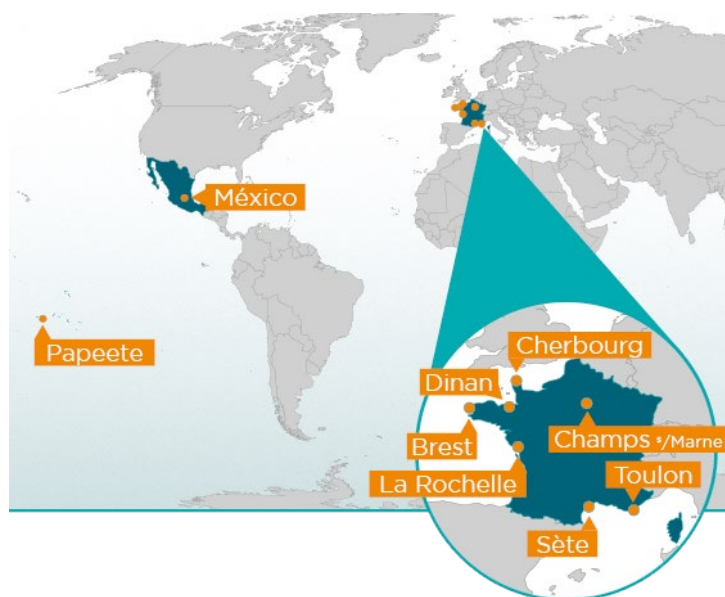 México
Papeete
Cherbourg
Dinan
Brest
Champs s/Marne
La Rochelle
Toulon
Sète